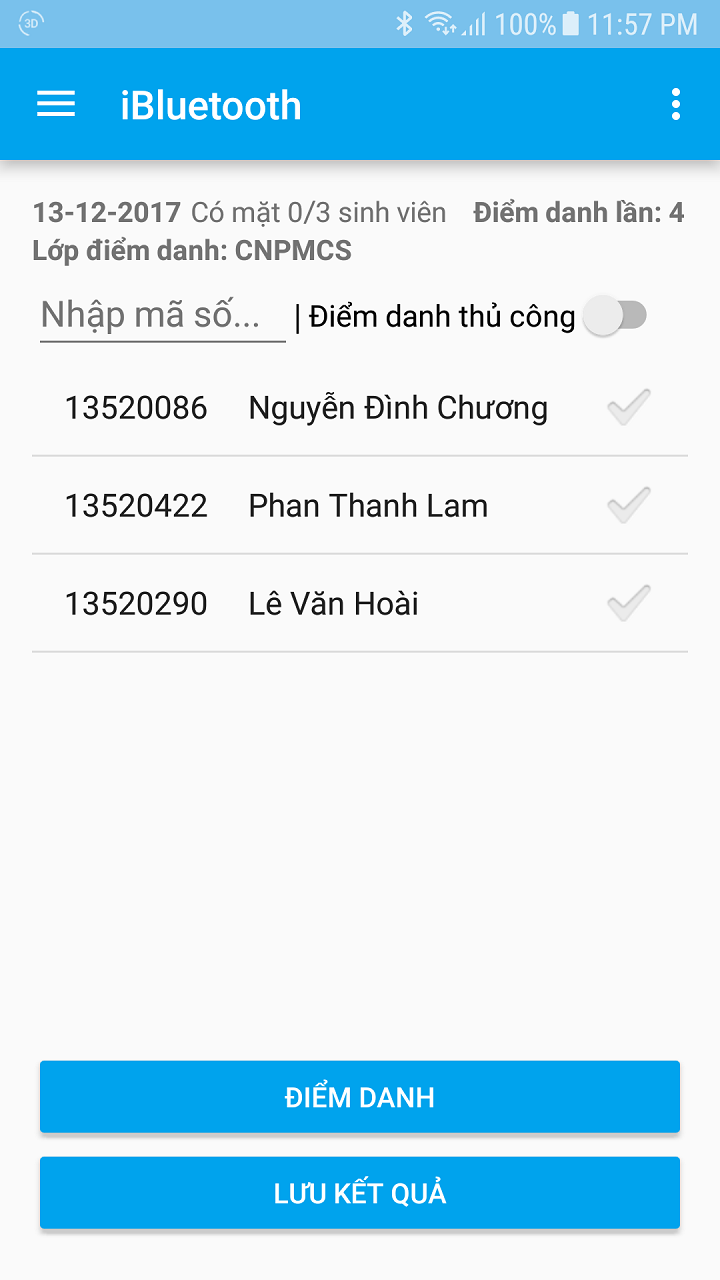 3D 100% 11:57 PM
iBluetooth
13-12-2017 Có mặt 0/3 sinh viên Điểm danh lần: 4
Lớp điểm danh: CNPMCS
Nhập mã số... | Điểm danh thủ công
13520086 Nguyễn Đình Chương
13520422 Phan Thanh Lam
13520290 Lê Văn Hoài
ĐIỂM DANH
LƯU KẾT QUẢ